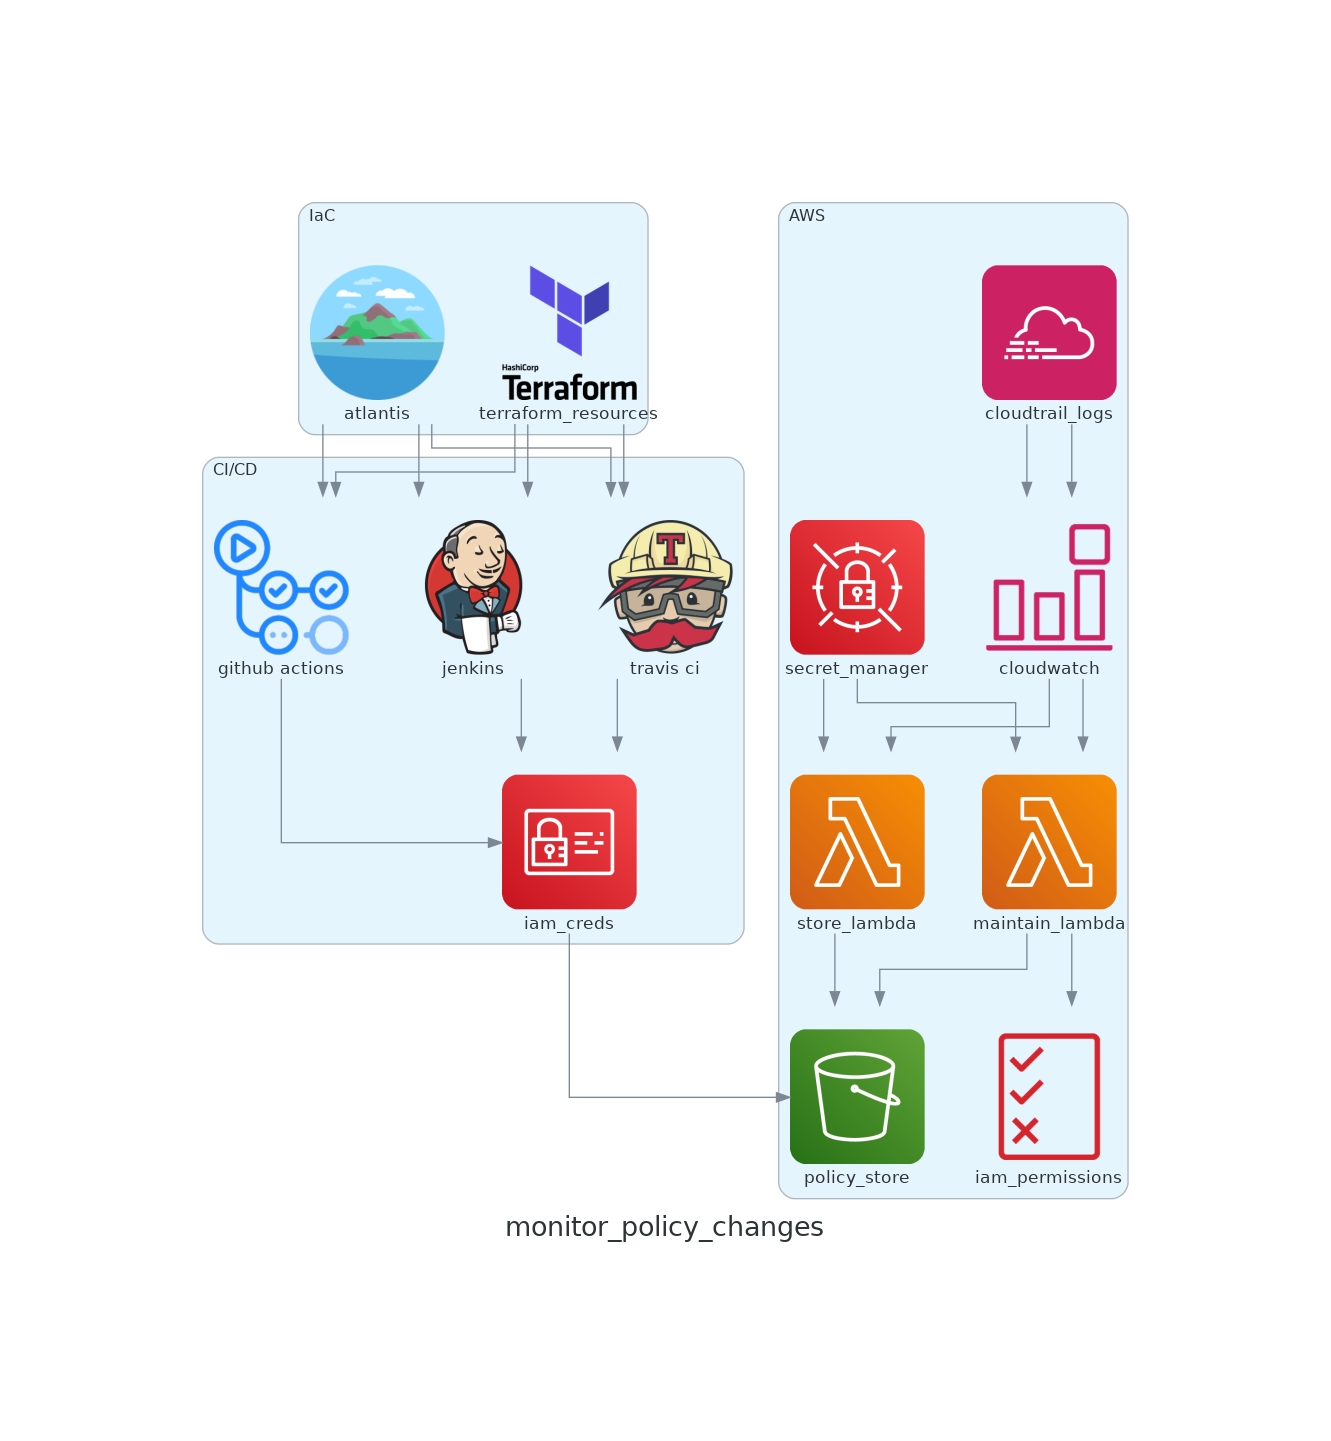 IaC
AWS
HashiCorp
Terraform
atlantis
terraform_resources
cloudtrail_logs
CI/CD
T
github actions
jenkins
travis ci
secret_manager
cloudwatch
iam_creds
store_lambda
maintain_lambda
policy_store
iam_permissions
monitor_policy_changes